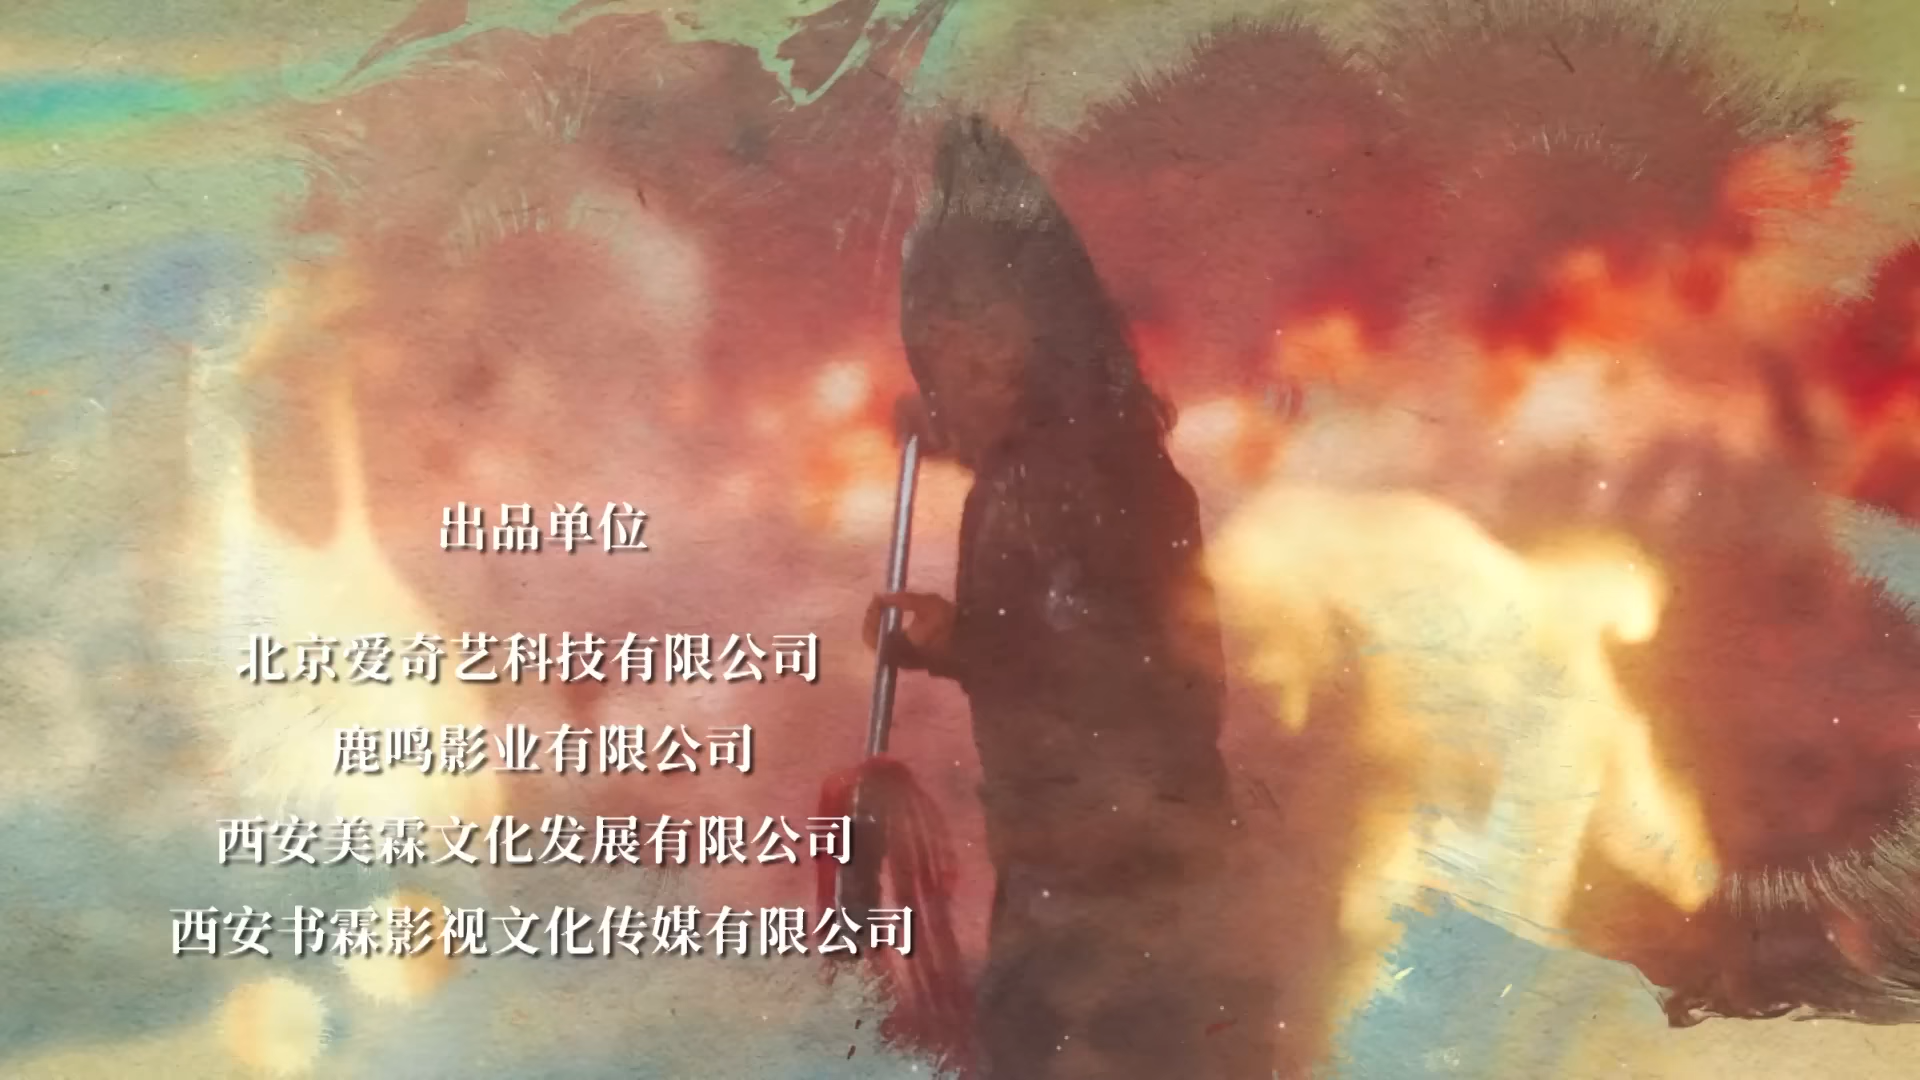 出品单位
北京爱奇艺科技有限公司
鹿鸣影业有限公司
西安美霖文化发展有限公司
西安书霖影视文化传媒有限公司